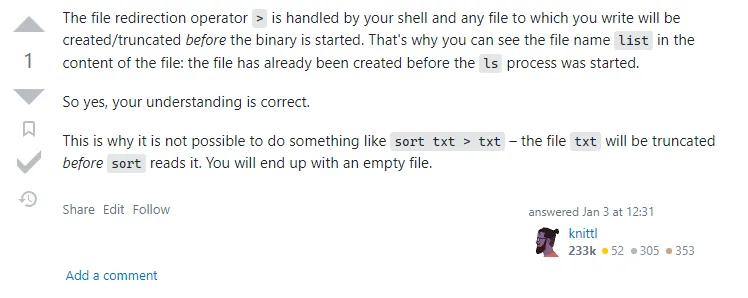 The file redirection operator > is handled by your shell and any file to which you write will be
created/truncated before the binary is started. That's why you can see the file name list in the
1
content of the file: the file has already been created before the ls process was started.
So yes, your understanding is correct.
This is why it is not possible to do something like sort txt > txt – the file txt will be truncated
before sort reads it. You will end up with an empty file.
Share Edit Follow
answered Jan 3 at 12:31
knittl
233k 52 305 353
Add a comment